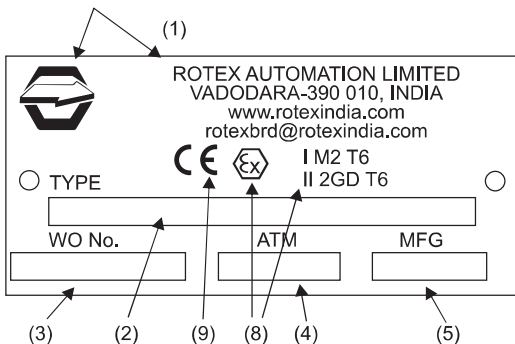 (1)
ROTEX AUTOMATION LIMITED
VADODARA-390 010, INDIA
www.rotexindia.com
rotexbrd@rotexindia.com
CE Ex I M2 T6
II 2GD T6
TYPE
WO No. ATM MFG
(3) (2) (9) (8) (4) (5)